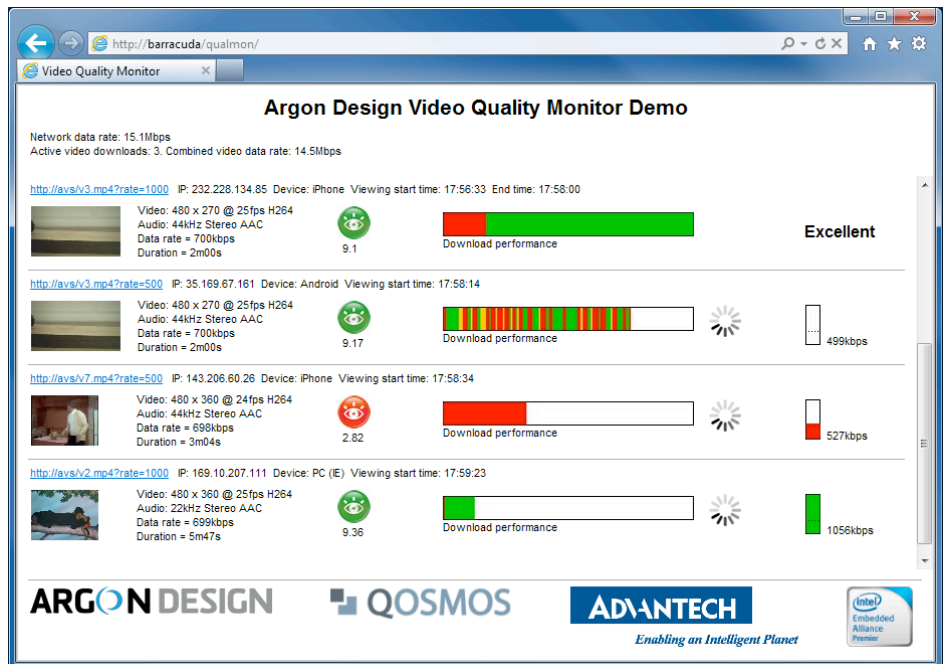 http://barracuda/qualmon/
Video Quality Monitor
Argon Design Video Quality Monitor Demo
Network data rate: 15.1Mbps
Active video downloads: 3. Combined video data rate: 14.5Mbps
http://avs/v3.mp4?rate=1000 IP: 232.228.134.85 Device: iPhone Viewing start time: 17:56:33 End time: 17:58:00
Video: 480 x 270 @ 25fps H264
Audio: 44kHz Stereo AAC
Data rate = 700kbps
Duration = 2m00s
9.1
Download performance
Excellent
http://avs/v3.mp4?rate=500 IP: 35.169.67.161 Device: Android Viewing start time: 17:58:14
Video: 480 x 270 @ 25fps H264
Audio: 44kHz Stereo AAC
Data rate = 700kbps
Duration = 2m00s
9.17
Download performance
499kbps
http://avs/v7.mp4?rate=500 IP: 143.206.60.26 Device: iPhone Viewing start time: 17:58:34
Video: 480 x 360 @ 24fps H264
Audio: 44kHz Stereo AAC
Data rate = 698kbps
Duration = 3m04s
2.82
Download performance
527kbps
http://avs/v2.mp4?rate=1000 IP: 169.10.207.111 Device: PC (IE) Viewing start time: 17:59:23
Video: 480 x 360 @ 25fps H264
Audio: 22kHz Stereo AAC
Data rate = 699kbps
Duration = 5m47s
9.36
Download performance
1056kbps
ARGON DESIGN
QOSMOS
ADVANTECH
Enabling an Intelligent Planet
intel
Embedded
Alliance
Premier